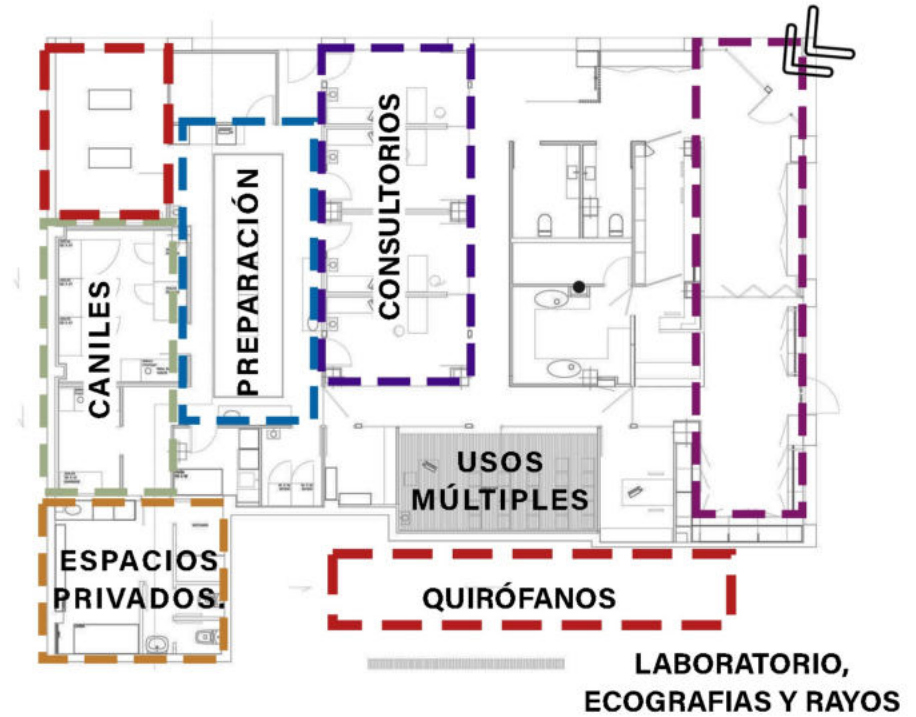 CONSULTORIOS
PREPARACIÓN
CANILES
USOS
MÚLTIPLES
ESPACIOS
PRIVADOS.
QUIRÓFANOS
LABORATORIO,
ECOGRAFIAS Y RAYOS